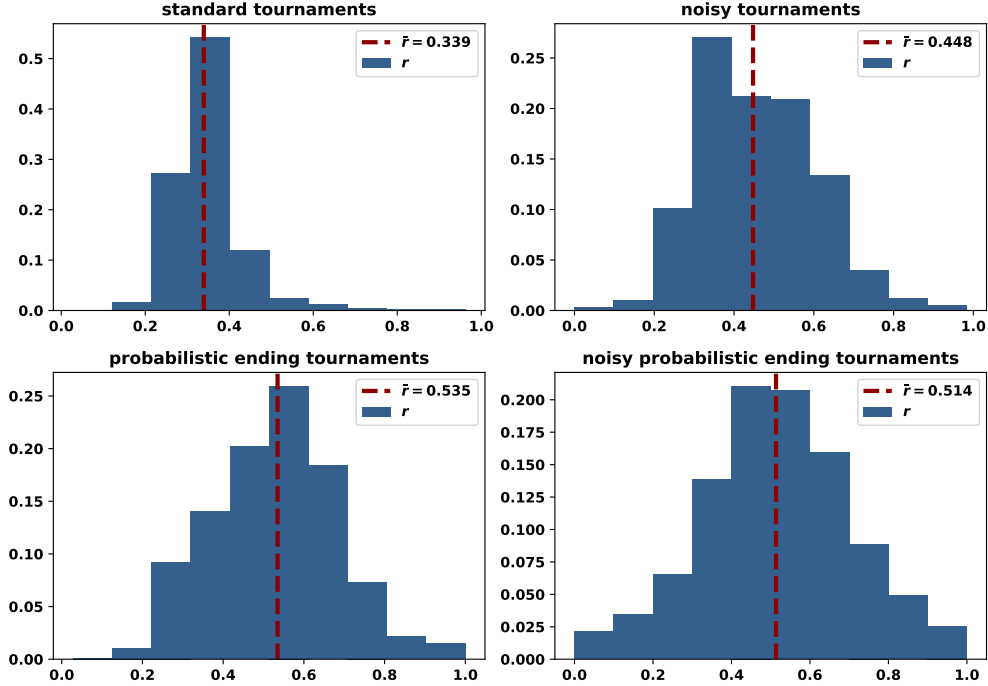 standard tournaments
r̄ = 0.339
r
0.5
0.4
0.3
0.2
0.1
0.0
0.0 0.2 0.4 0.6 0.8 1.0
noisy tournaments
r̄ = 0.448
r
0.25
0.20
0.15
0.10
0.05
0.00
0.0 0.2 0.4 0.6 0.8 1.0
probabilistic ending tournaments
r̄ = 0.535
r
0.25
0.20
0.15
0.10
0.05
0.00
0.0 0.2 0.4 0.6 0.8 1.0
noisy probabilistic ending tournaments
r̄ = 0.514
r
0.200
0.175
0.150
0.125
0.100
0.075
0.050
0.025
0.000
0.0 0.2 0.4 0.6 0.8 1.0